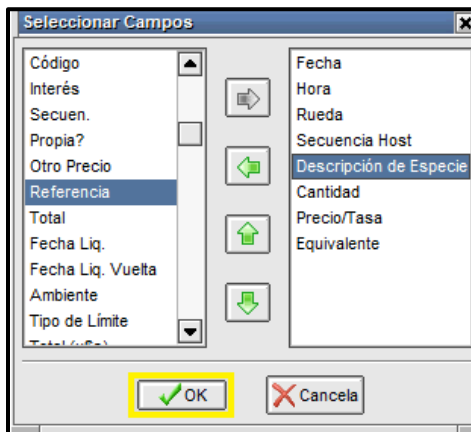 Seleccionar Campos
Código
Interés
Secuen.
Propia?
Otro Precio
Referencia
Total
Fecha Liq.
Fecha Liq. Vuelta
Ambiente
Tipo de Límite
Fecha
Hora
Rueda
Secuencia Host
Descripción de Especie
Cantidad
Precio/Tasa
Equivalente
OK
Cancela